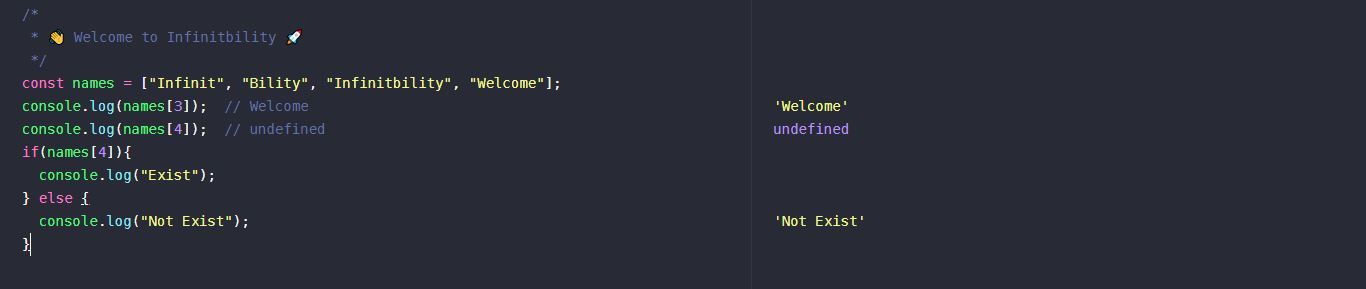 /*
 * 👋 Welcome to Infinitbility 🚀
 */
const names = ["Infinit", "Bility", "Infinitbility", "Welcome"];
console.log(names[3]);  // Welcome
'Welcome'
console.log(names[4]);  // undefined
undefined
if(names[4]){
  console.log("Exist");
} else {
  console.log("Not Exist");
'Not Exist'
}